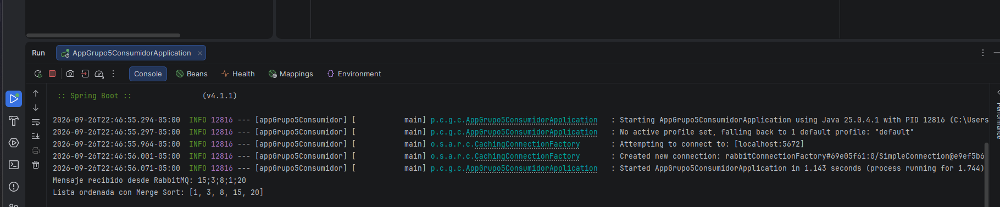 Run AppGrupo5ConsumidorApplication
Console Beans Health Mappings Environment
:: Spring Boot :: (v4.1.1)
2026-09-26T22:46:55.294-05:00 INFO 12816 --- [appGrupo5Consumidor] [ main] p.c.g.c.AppGrupo5ConsumidorApplication : Starting AppGrupo5ConsumidorApplication using Java 25.0.4.1 with PID 12816 (C:\Users
2026-09-26T22:46:55.297-05:00 INFO 12816 --- [appGrupo5Consumidor] [ main] p.c.g.c.AppGrupo5ConsumidorApplication : No active profile set, falling back to 1 default profile: "default"
2026-09-26T22:46:55.964-05:00 INFO 12816 --- [appGrupo5Consumidor] [ main] o.s.a.r.c.CachingConnectionFactory : Attempting to connect to: [localhost:5672]
2026-09-26T22:46:56.001-05:00 INFO 12816 --- [appGrupo5Consumidor] [ main] o.s.a.r.c.CachingConnectionFactory : Created new connection: rabbitConnectionFactory#69e05f61:0/SimpleConnection@e9ef5b6
2026-09-26T22:46:56.071-05:00 INFO 12816 --- [appGrupo5Consumidor] [ main] p.c.g.c.AppGrupo5ConsumidorApplication : Started AppGrupo5ConsumidorApplication in 1.143 seconds (process running for 1.744)
Mensaje recibido desde RabbitMQ: 15;3;8;1;20
Lista ordenada con Merge Sort: [1, 3, 8, 15, 20]
Performance